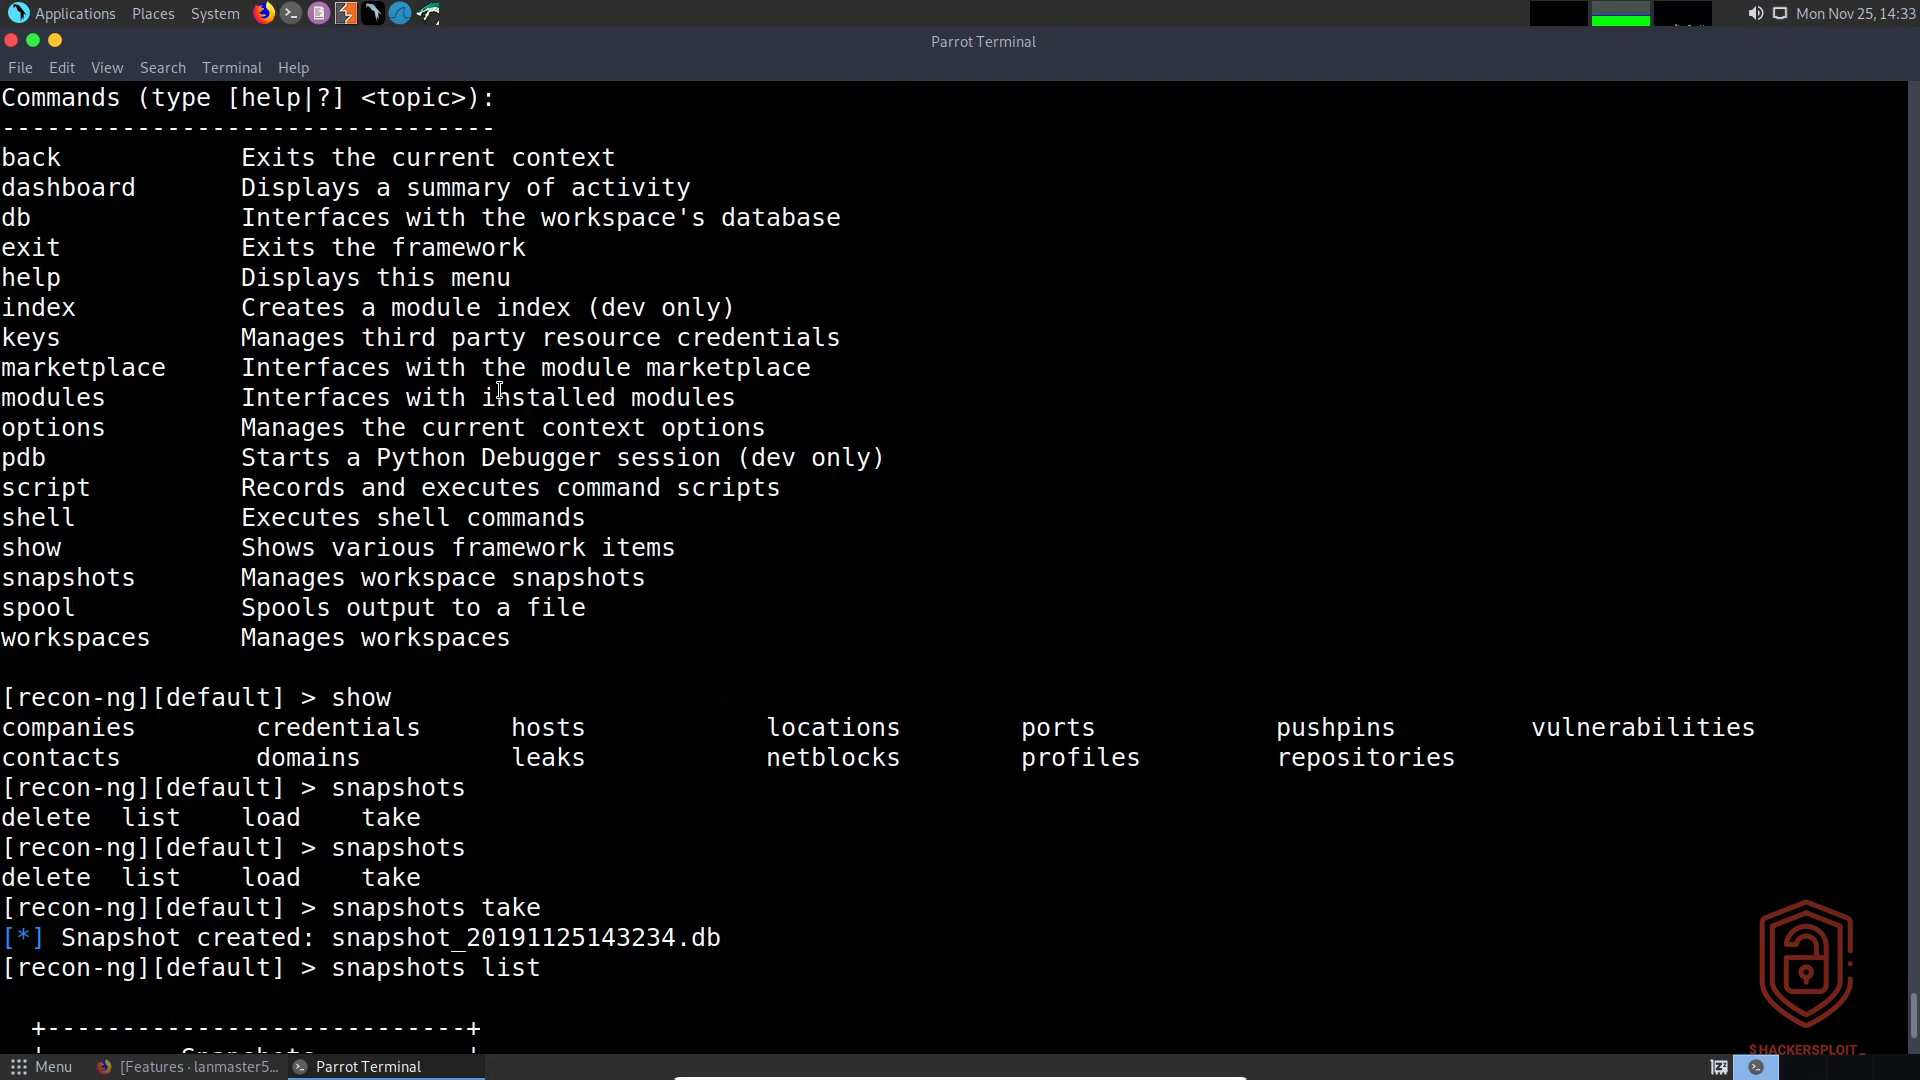 Applications Places System Mon Nov 25, 14:33
Parrot Terminal
File Edit View Search Terminal Help
Commands (type [help|?] <topic>):
---------------------------------
back            Exits the current context
dashboard       Displays a summary of activity
db              Interfaces with the workspace's database
exit            Exits the framework
help            Displays this menu
index           Creates a module index (dev only)
keys            Manages third party resource credentials
marketplace     Interfaces with the module marketplace
modules         Interfaces with installed modules
options         Manages the current context options
pdb             Starts a Python Debugger session (dev only)
script          Records and executes command scripts
shell           Executes shell commands
show            Shows various framework items
snapshots       Manages workspace snapshots
spool           Spools output to a file
workspaces      Manages workspaces
[recon-ng][default] > show
companies        credentials      hosts            locations        ports            pushpins         vulnerabilities
contacts         domains          leaks            netblocks        profiles         repositories
[recon-ng][default] > snapshots
delete  list    load    take
[recon-ng][default] > snapshots
delete  list    load    take
[recon-ng][default] > snapshots take
[*] Snapshot created: snapshot_20191125143234.db
[recon-ng][default] > snapshots list
+----------------------------+
Snapshots
$HACKERSPLOIT_
Menu [Features · lanmaster5... Parrot Terminal